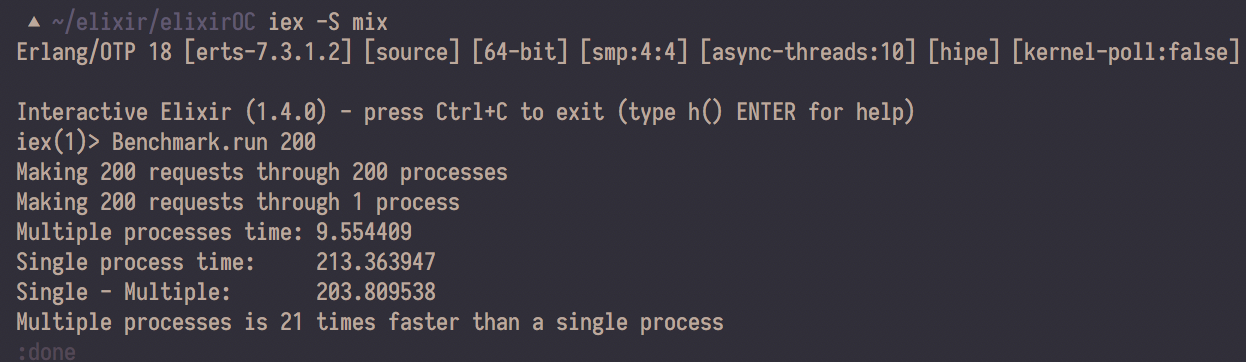 ▲ ~/elixir/elixirOC iex -S mix
Erlang/OTP 18 [erts-7.3.1.2] [source] [64-bit] [smp:4:4] [async-threads:10] [hipe] [kernel-poll:false]
Interactive Elixir (1.4.0) - press Ctrl+C to exit (type h() ENTER for help)
iex(1)> Benchmark.run 200
Making 200 requests through 200 processes
Making 200 requests through 1 process
Multiple processes time: 9.554409
Single process time:     213.363947
Single - Multiple:       203.809538
Multiple processes is 21 times faster than a single process
:done